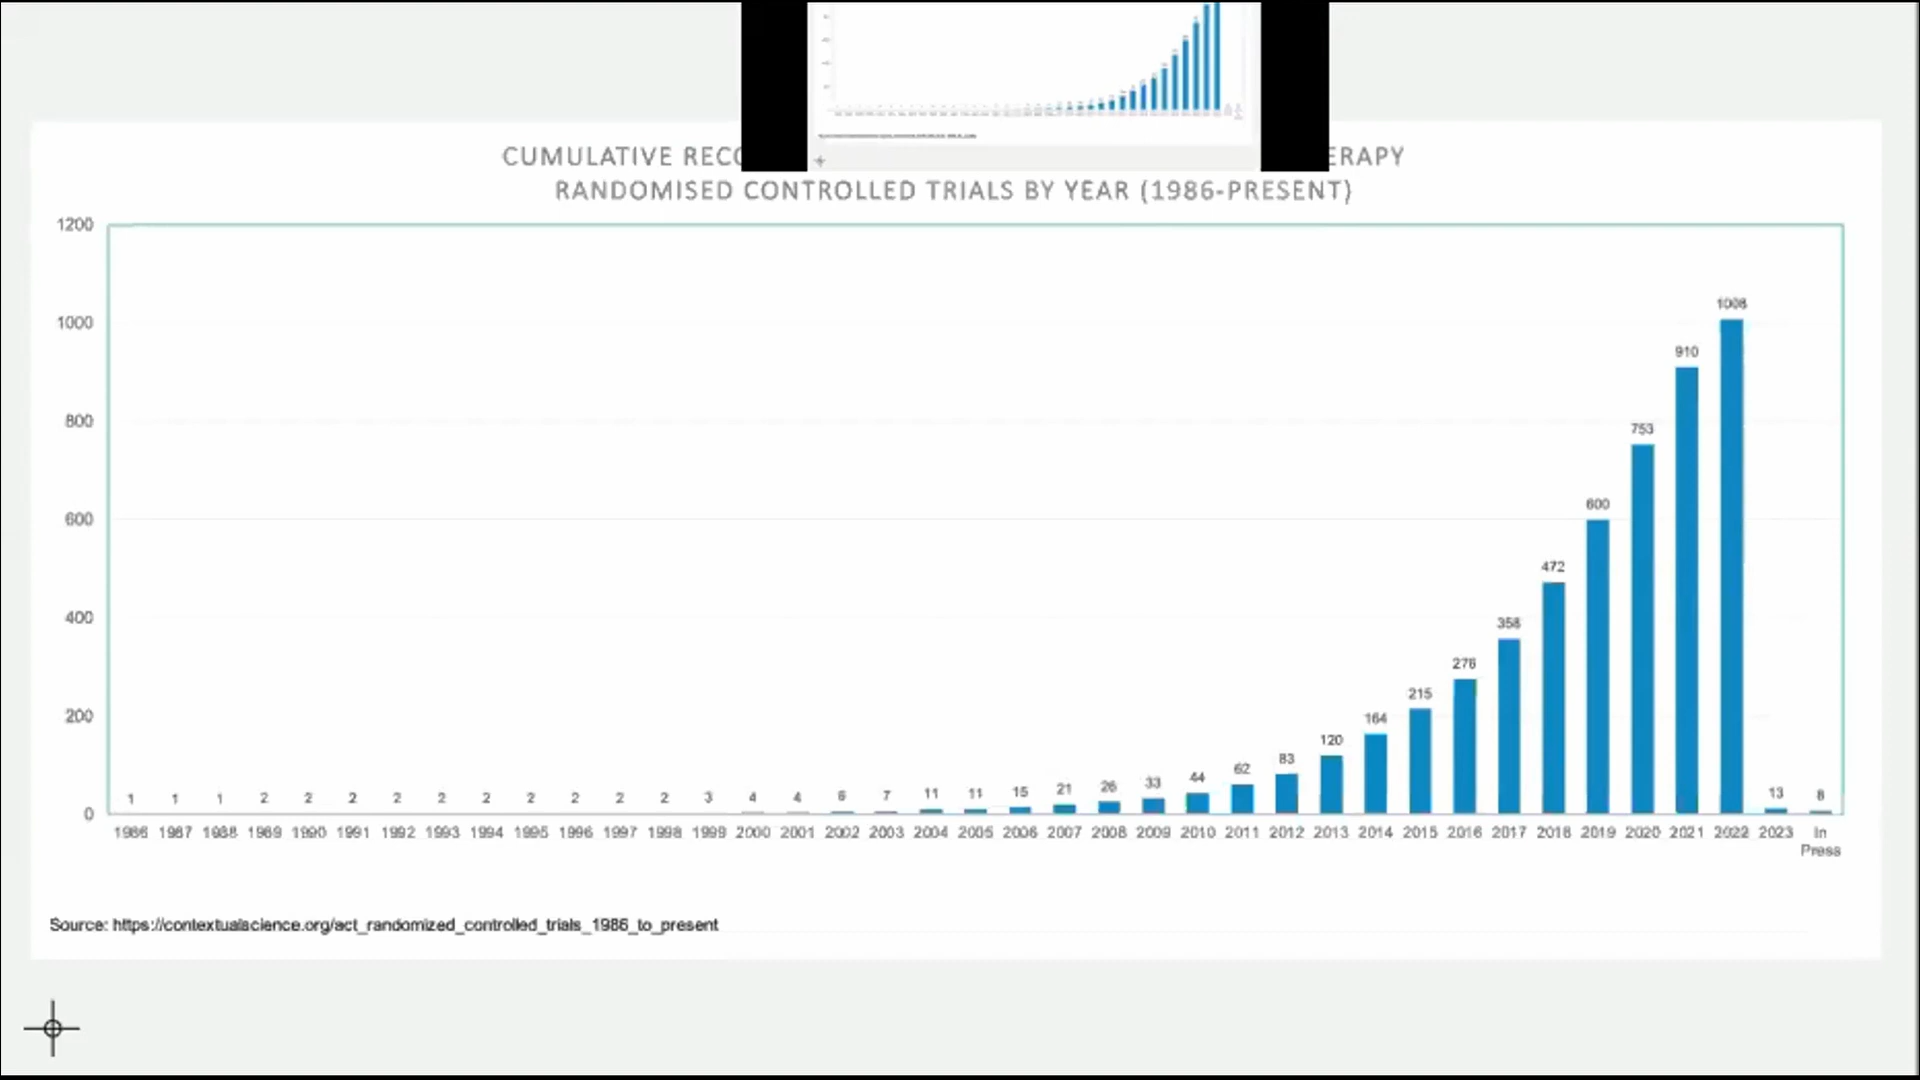 CUMULATIVE RECO ERAPY
RANDOMISED CONTROLLED TRIALS BY YEAR (1986-PRESENT)
1200
1000
800
600
400
200
0
1 1 1 2 2 2 2 2 2 2 2 2 2 3 4 4 6 7 11 11 15 21 26 33 44 62 83 120 164 215 276 358 472 600 753 910 1008 13 8
1986 1987 1988 1989 1990 1991 1992 1993 1994 1995 1996 1997 1998 1999 2000 2001 2002 2003 2004 2005 2006 2007 2008 2009 2010 2011 2012 2013 2014 2015 2016 2017 2018 2019 2020 2021 2022 2023 In
Press
Source: https://contextualscience.org/act_randomized_controlled_trials_1986_to_present